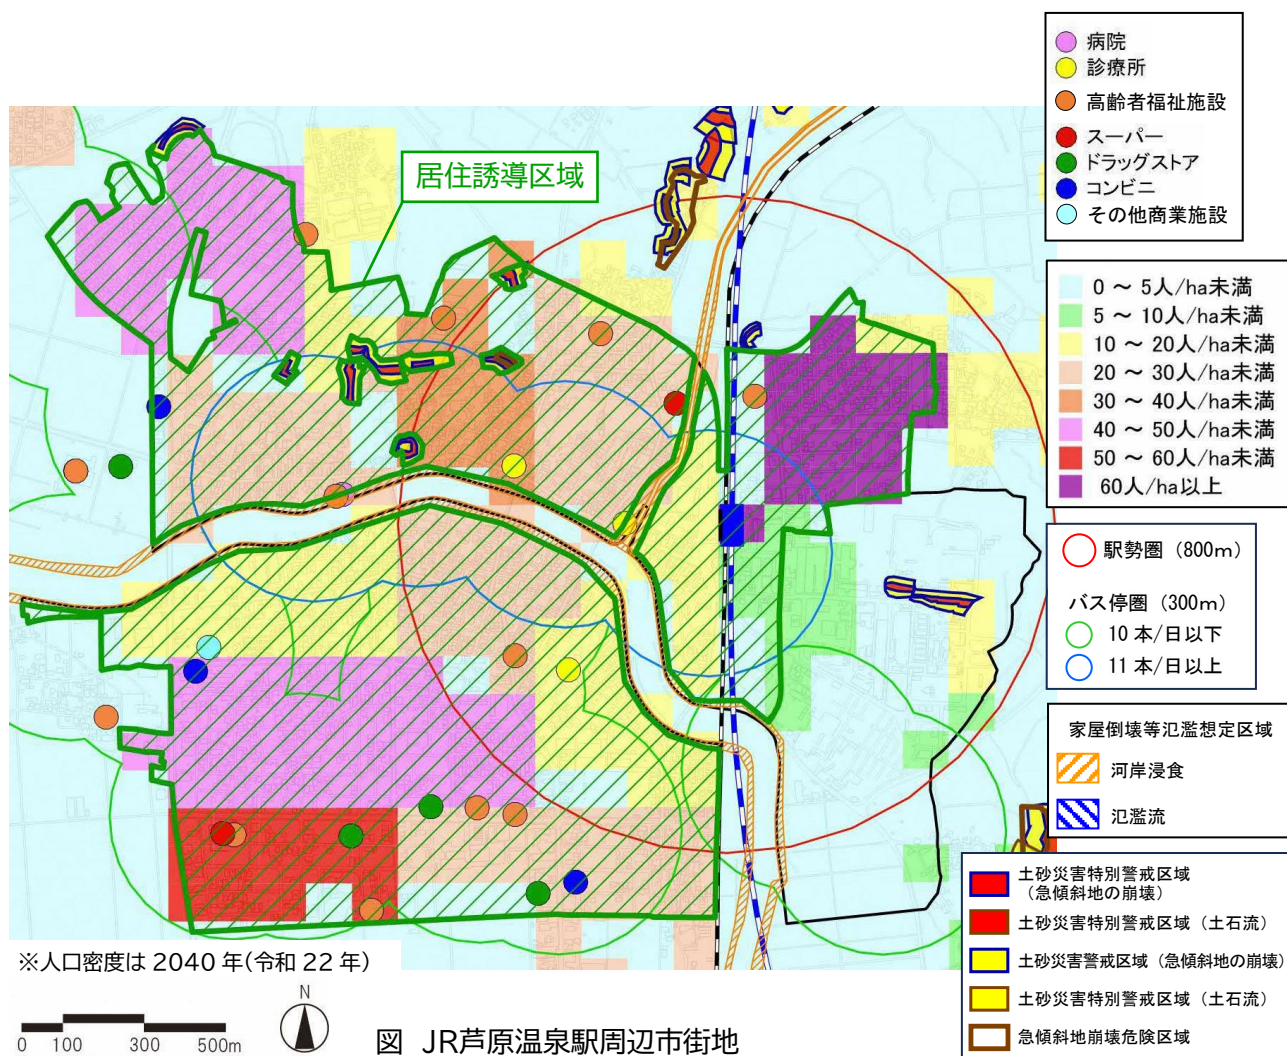 病院
診療所
高齢者福祉施設
スーパー
ドラッグストア
コンビニ
その他商業施設
居住誘導区域
0 ～ 5人/ha未満
5 ～ 10人/ha未満
10 ～ 20人/ha未満
20 ～ 30人/ha未満
30 ～ 40人/ha未満
40 ～ 50人/ha未満
50 ～ 60人/ha未満
60人/ha以上
駅勢圏（800m）
バス停圏（300m）
10 本/日以下
11 本/日以上
家屋倒壊等氾濫想定区域
河岸浸食
氾濫流
土砂災害特別警戒区域
（急傾斜地の崩壊）
土砂災害特別警戒区域（土石流）
土砂災害警戒区域（急傾斜地の崩壊）
土砂災害特別警戒区域（土石流）
急傾斜地崩壊危険区域
※人口密度は 2040 年(令和 22 年)
0 100 300 500m
N
図 JR芦原温泉駅周辺市街地